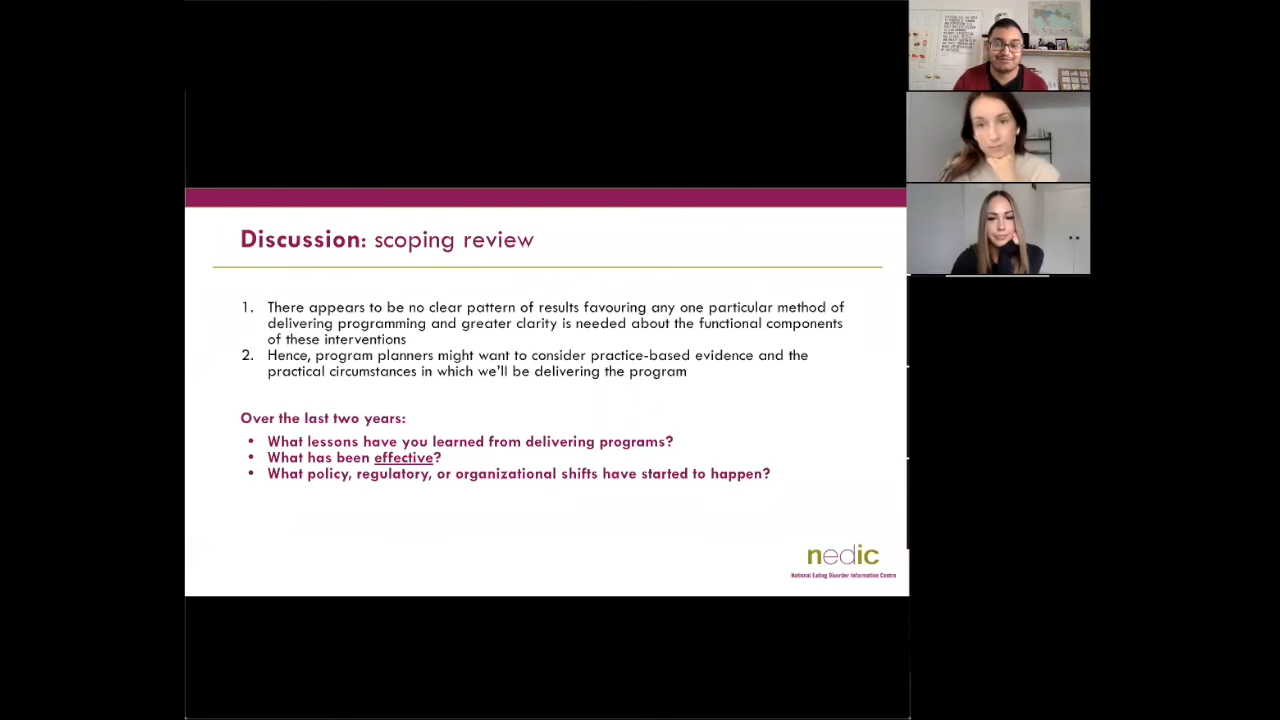 Discussion: scoping review
1. There appears to be no clear pattern of results favouring any one particular method of
delivering programming and greater clarity is needed about the functional components
of these interventions
2. Hence, program planners might want to consider practice-based evidence and the
practical circumstances in which we'll be delivering the program
Over the last two years:
• What lessons have you learned from delivering programs?
• What has been effective?
• What policy, regulatory, or organizational shifts have started to happen?
nedic
National Eating Disorder Information Centre